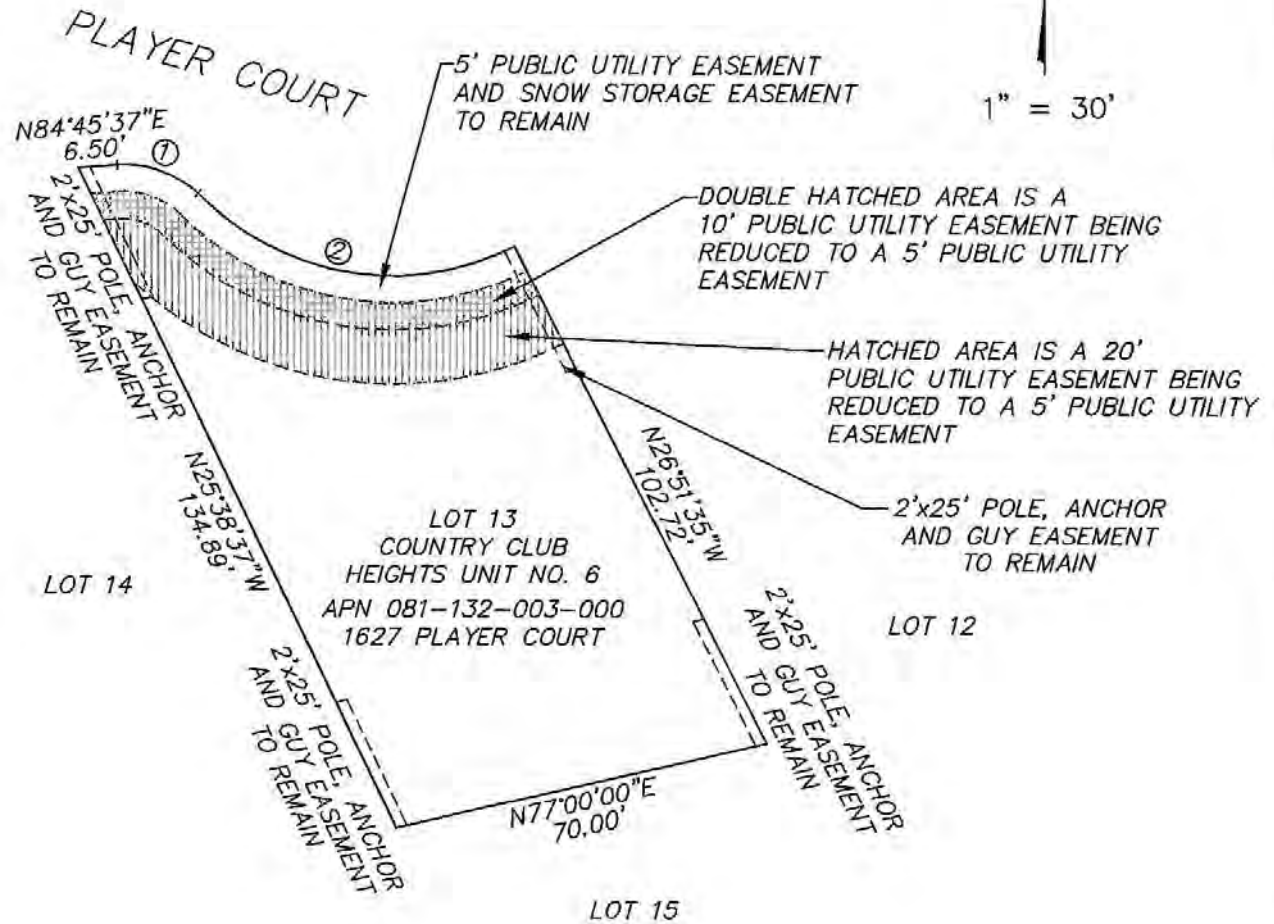 PLAYER COURT
5' PUBLIC UTILITY EASEMENT
AND SNOW STORAGE EASEMENT
TO REMAIN
1" = 30'
N84°45'37"E
6.50'
①
②
2'x25' POLE, ANCHOR
AND GUY EASEMENT
TO REMAIN
DOUBLE HATCHED AREA IS A
10' PUBLIC UTILITY EASEMENT BEING
REDUCED TO A 5' PUBLIC UTILITY
EASEMENT
HATCHED AREA IS A 20'
PUBLIC UTILITY EASEMENT BEING
REDUCED TO A 5' PUBLIC UTILITY
EASEMENT
2'x25' POLE, ANCHOR
AND GUY EASEMENT
TO REMAIN
N25°38'37"W
134.89'
N26°51'35"W
102.72'
LOT 13
COUNTRY CLUB
HEIGHTS UNIT NO. 6
APN 081-132-003-000
1627 PLAYER COURT
LOT 14
LOT 12
2'x25' POLE, ANCHOR
AND GUY EASEMENT
TO REMAIN
2'x25' POLE, ANCHOR
AND GUY EASEMENT
TO REMAIN
N77°00'00"E
70.00'
LOT 15